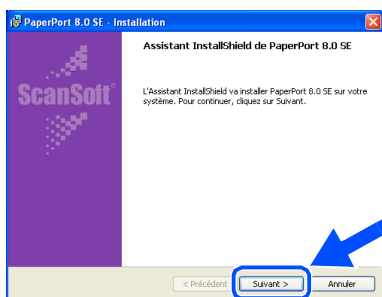 PaperPort 8.0 SE - Installation
Assistant InstallShield de PaperPort 8.0 SE
ScanSoft®
L'Assistant InstallShield va installer PaperPort 8.0 SE sur votre
système. Pour continuer, cliquez sur Suivant.
< Précédent Suivant > Annuler